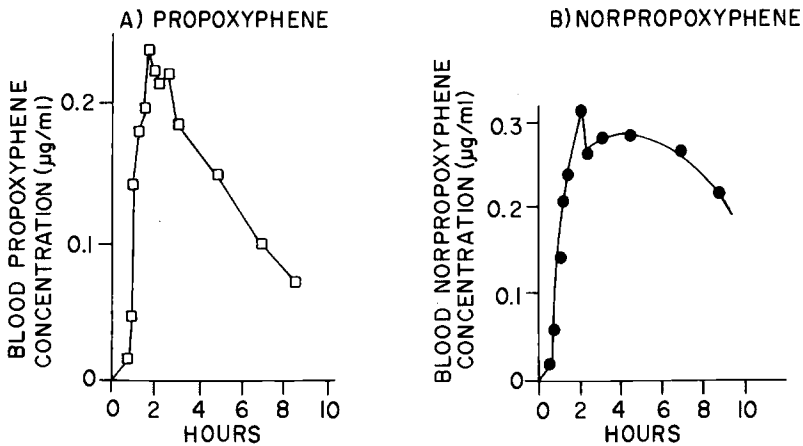 A) PROPOXYPHENE
BLOOD PROPOXYPHENE
CONCENTRATION (µg/ml)
0.2
0.1
0
0 2 4 6 8 10
HOURS
B) NORPROPOXYPHENE
BLOOD NORPROPOXYPHENE
CONCENTRATION (µg/ml)
0.3
0.2
0.1
0
0 2 4 6 8 10
HOURS